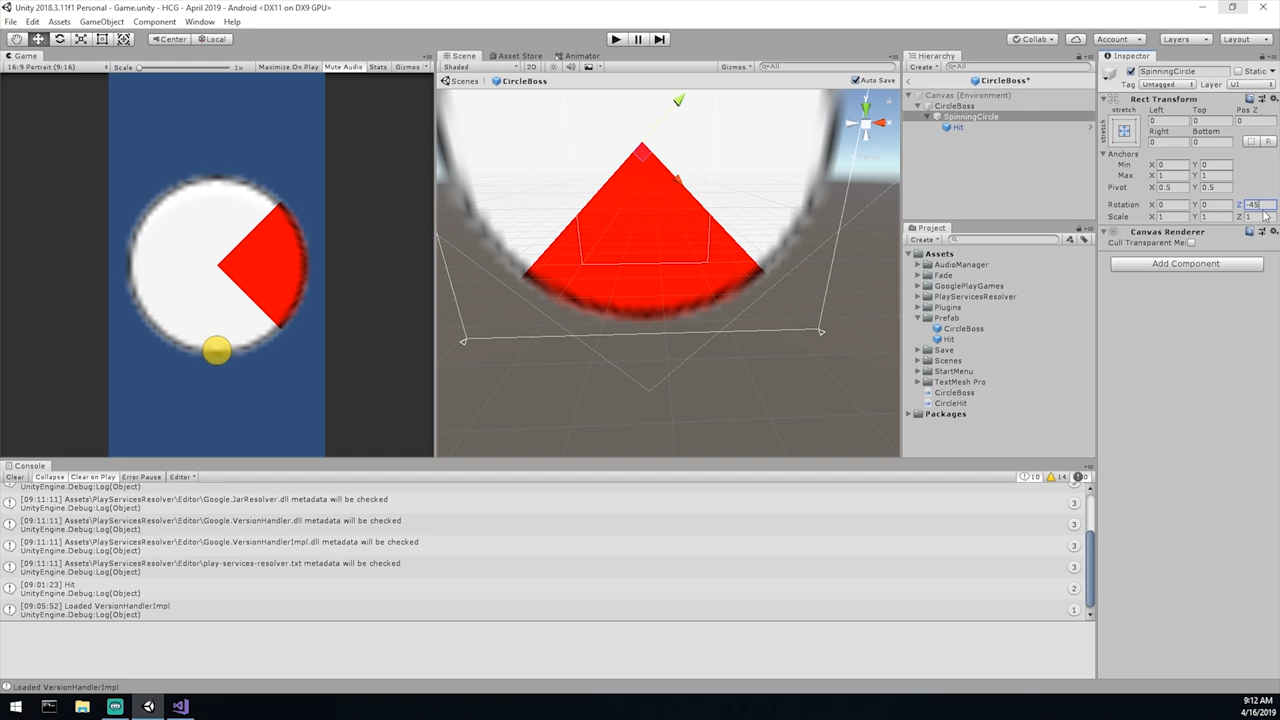 Unity 2018.3.11f1 Personal - Game.unity - HCG - April 2019 - Android <DX11 on DX9 GPU>
File Edit Assets GameObject Component Window Help
Center Local Collab Account Layers Layout
Game
16:9 Portrait (9:16) Scale 1x Maximize On Play Mute Audio Stats Gizmos
Scene Asset Store Animator
Shaded 2D Gizmos All
Scenes CircleBoss Auto Save
y
Hierarchy
Create All
CircleBoss*
Canvas (Environment)
CircleBoss
SpinningCircle
Hit
Project
Create
Assets
AudioManager
Fade
GooglePlayGames
PlayServicesResolver
Plugins
Prefab
CircleBoss
Hit
Save
Scenes
StartMenu
TextMesh Pro
CircleBoss
CircleHit
Packages
Inspector
SpinningCircle Static
Tag Untagged Layer UI
Rect Transform
stretch Left Top Pos Z
stretch 0 0 0
Right Bottom
0 0 R
Anchors
Min X 0 Y 0
Max X 1 Y 1
Pivot X 0.5 Y 0.5
Rotation X 0 Y 0 Z -45
Scale X 1 Y 1 Z 1
Canvas Renderer
Cull Transparent Me
Add Component
Console
Clear Collapse Clear on Play Error Pause Editor 10 14 0
UnityEngine.Debug:Log(Object)
[09:11:11] Assets\PlayServicesResolver\Editor\Google.JarResolver.dll metadata will be checked 3
UnityEngine.Debug:Log(Object)
[09:11:11] Assets\PlayServicesResolver\Editor\Google.VersionHandler.dll metadata will be checked 3
UnityEngine.Debug:Log(Object)
[09:11:11] Assets\PlayServicesResolver\Editor\Google.VersionHandlerImpl.dll metadata will be checked 3
UnityEngine.Debug:Log(Object)
[09:11:11] Assets\PlayServicesResolver\Editor\play-services-resolver.txt metadata will be checked 3
UnityEngine.Debug:Log(Object)
[09:01:23] Hit 2
UnityEngine.Debug:Log(Object)
[09:05:52] Loaded VersionHandlerImpl 1
UnityEngine.Debug:Log(Object)
Loaded VersionHandlerImpl
9:12 AM
4/16/2019